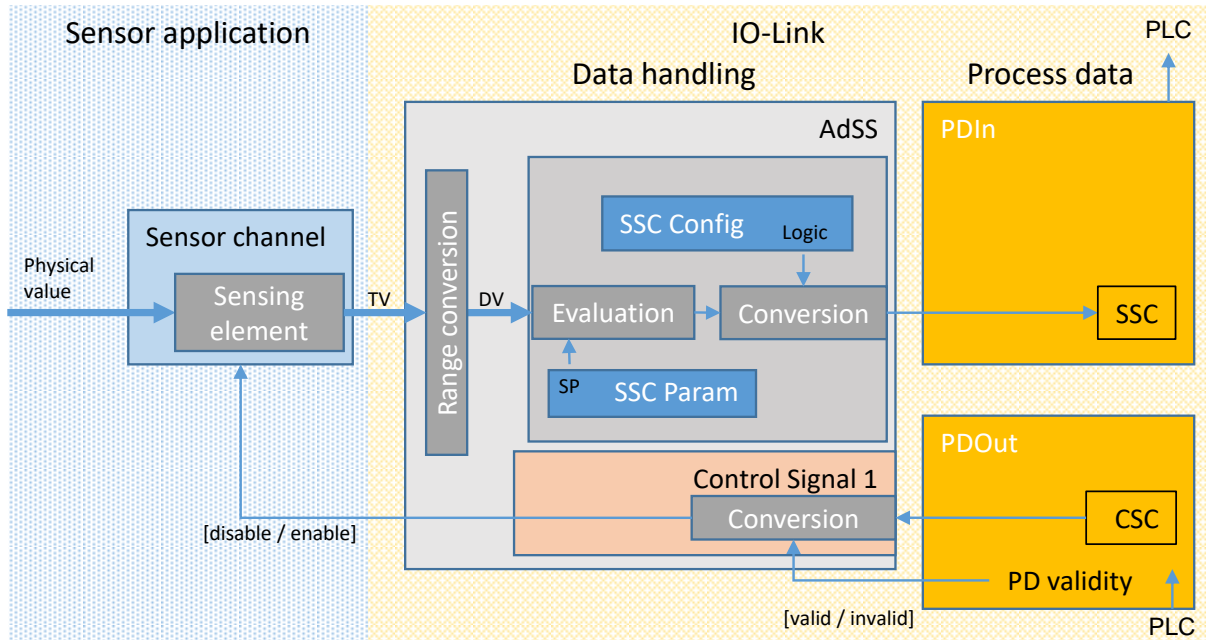 Sensor application
IO-Link
PLC
Data handling
Process data
AdSS
PDIn
Range conversion
SSC Config
Logic
Sensor channel
Physical
value
Sensing
element
TV
DV
Evaluation
Conversion
SSC
SP
SSC Param
PDOut
Control Signal 1
Conversion
CSC
[disable / enable]
PD validity
[valid / invalid]
PLC